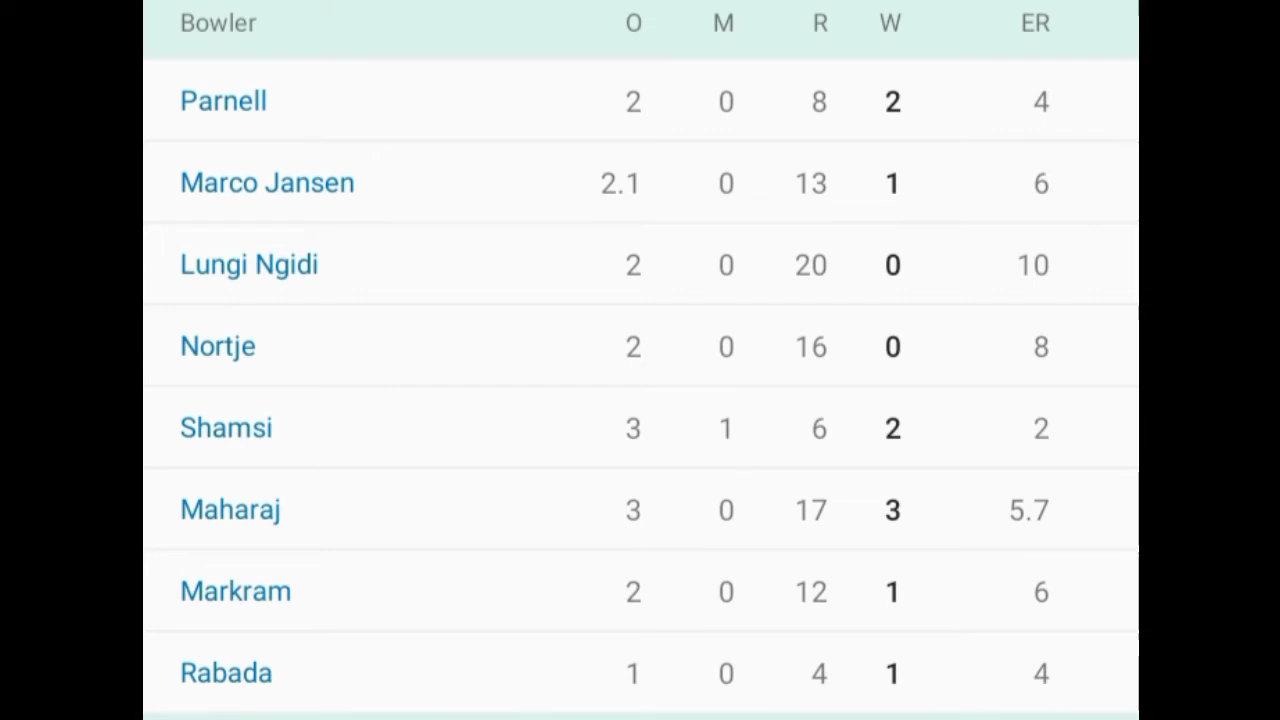 Bowler O M R W ER
Parnell 2 0 8 2 4
Marco Jansen 2.1 0 13 1 6
Lungi Ngidi 2 0 20 0 10
Nortje 2 0 16 0 8
Shamsi 3 1 6 2 2
Maharaj 3 0 17 3 5.7
Markram 2 0 12 1 6
Rabada 1 0 4 1 4